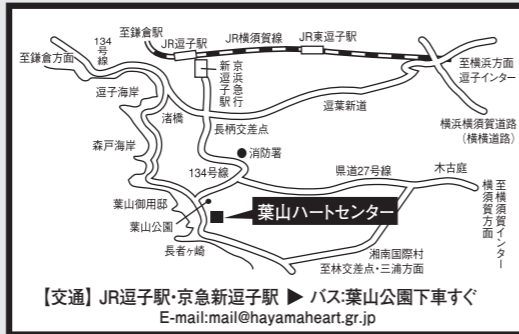 至鎌倉駅
JR逗子駅
JR横須賀線
JR東逗子駅
134号線
至鎌倉方面
至横浜方面
逗子インター
京浜急行
新逗子駅
逗子海岸
渚橋
逗葉新道
長柄交差点
横浜横須賀道路
(横横道路)
森戸海岸
消防署
134号線
県道27号線
木古庭
至横須賀インター
横須賀方面
葉山御用邸
葉山公園
葉山ハートセンター
長者ヶ崎
湘南国際村
至林交差点・三浦方面
【交通】JR逗子駅・京急新逗子駅 ▶ バス:葉山公園下車すぐ
E-mail:mail@hayamaheart.gr.jp